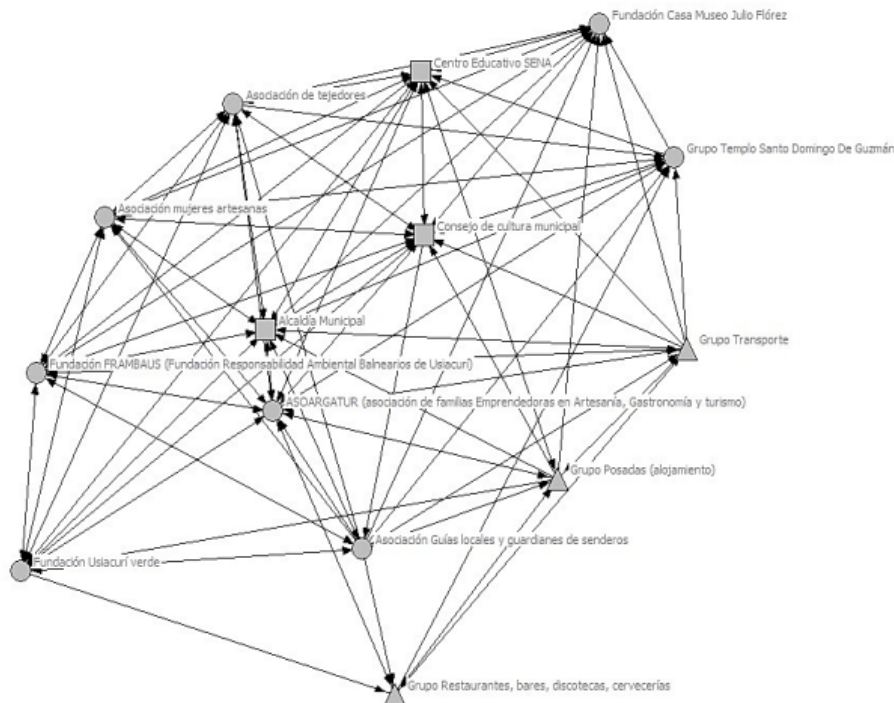 Fundación Casa Museo Julio Flórez
Centro Educativo SENA
Asociación de tejedores
Grupo Templo Santo Domingo De Guzmán
Asociación mujeres artesanas
Consejo de cultura municipal
Alcaldía Municipal
Grupo Transporte
Fundación FRAMBAUS (Fundación Responsabilidad Ambiental Balnearios de Usiacurí)
ASOARGATUR (asociación de familias Emprendedoras en Artesanía, Gastronomía y turismo)
Grupo Posadas (alojamiento)
Asociación Guías locales y guardianes de senderos
Fundación Usiacurí verde
Grupo Restaurantes, bares, discotecas, cervecerías